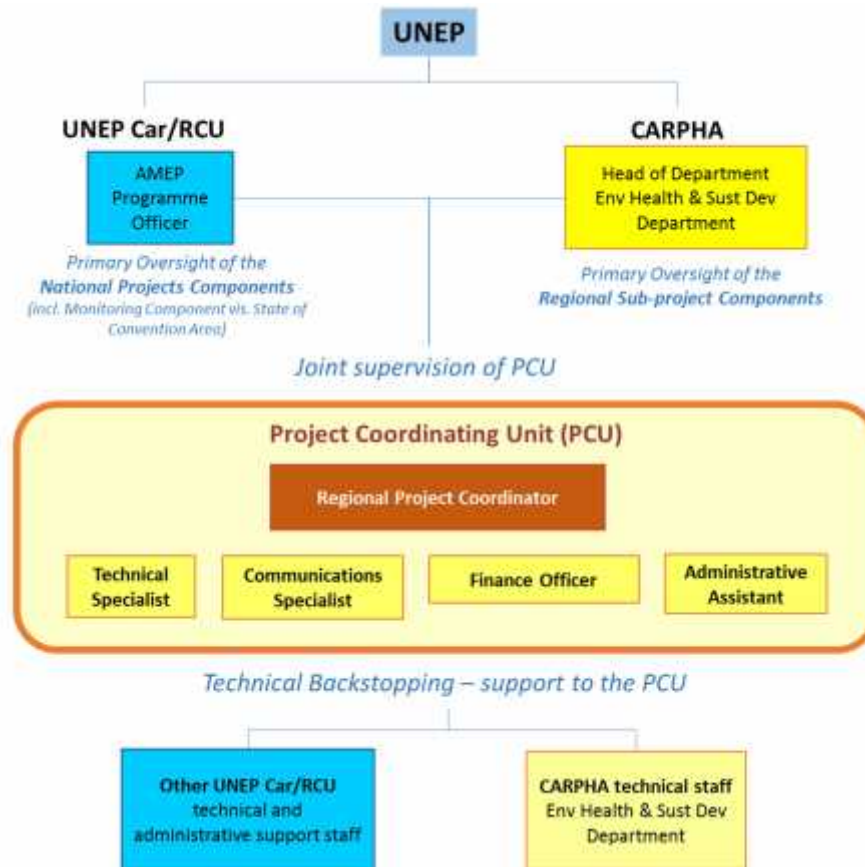 UNEP
UNEP Car/RCU
CARPHA
AMEP
Programme
Officer
Head of Department
Env Health & Sust Dev
Department
Primary Oversight of the
National Projects Components
(incl. Monitoring Component vis. State of
Convention Area)
Primary Oversight of the
Regional Sub-project Components
Joint supervision of PCU
Project Coordinating Unit (PCU)
Regional Project Coordinator
Technical
Specialist
Communications
Specialist
Finance Officer
Administrative
Assistant
Technical Backstopping – support to the PCU
Other UNEP Car/RCU
technical and
administrative support staff
CARPHA technical staff
Env Health & Sust Dev
Department